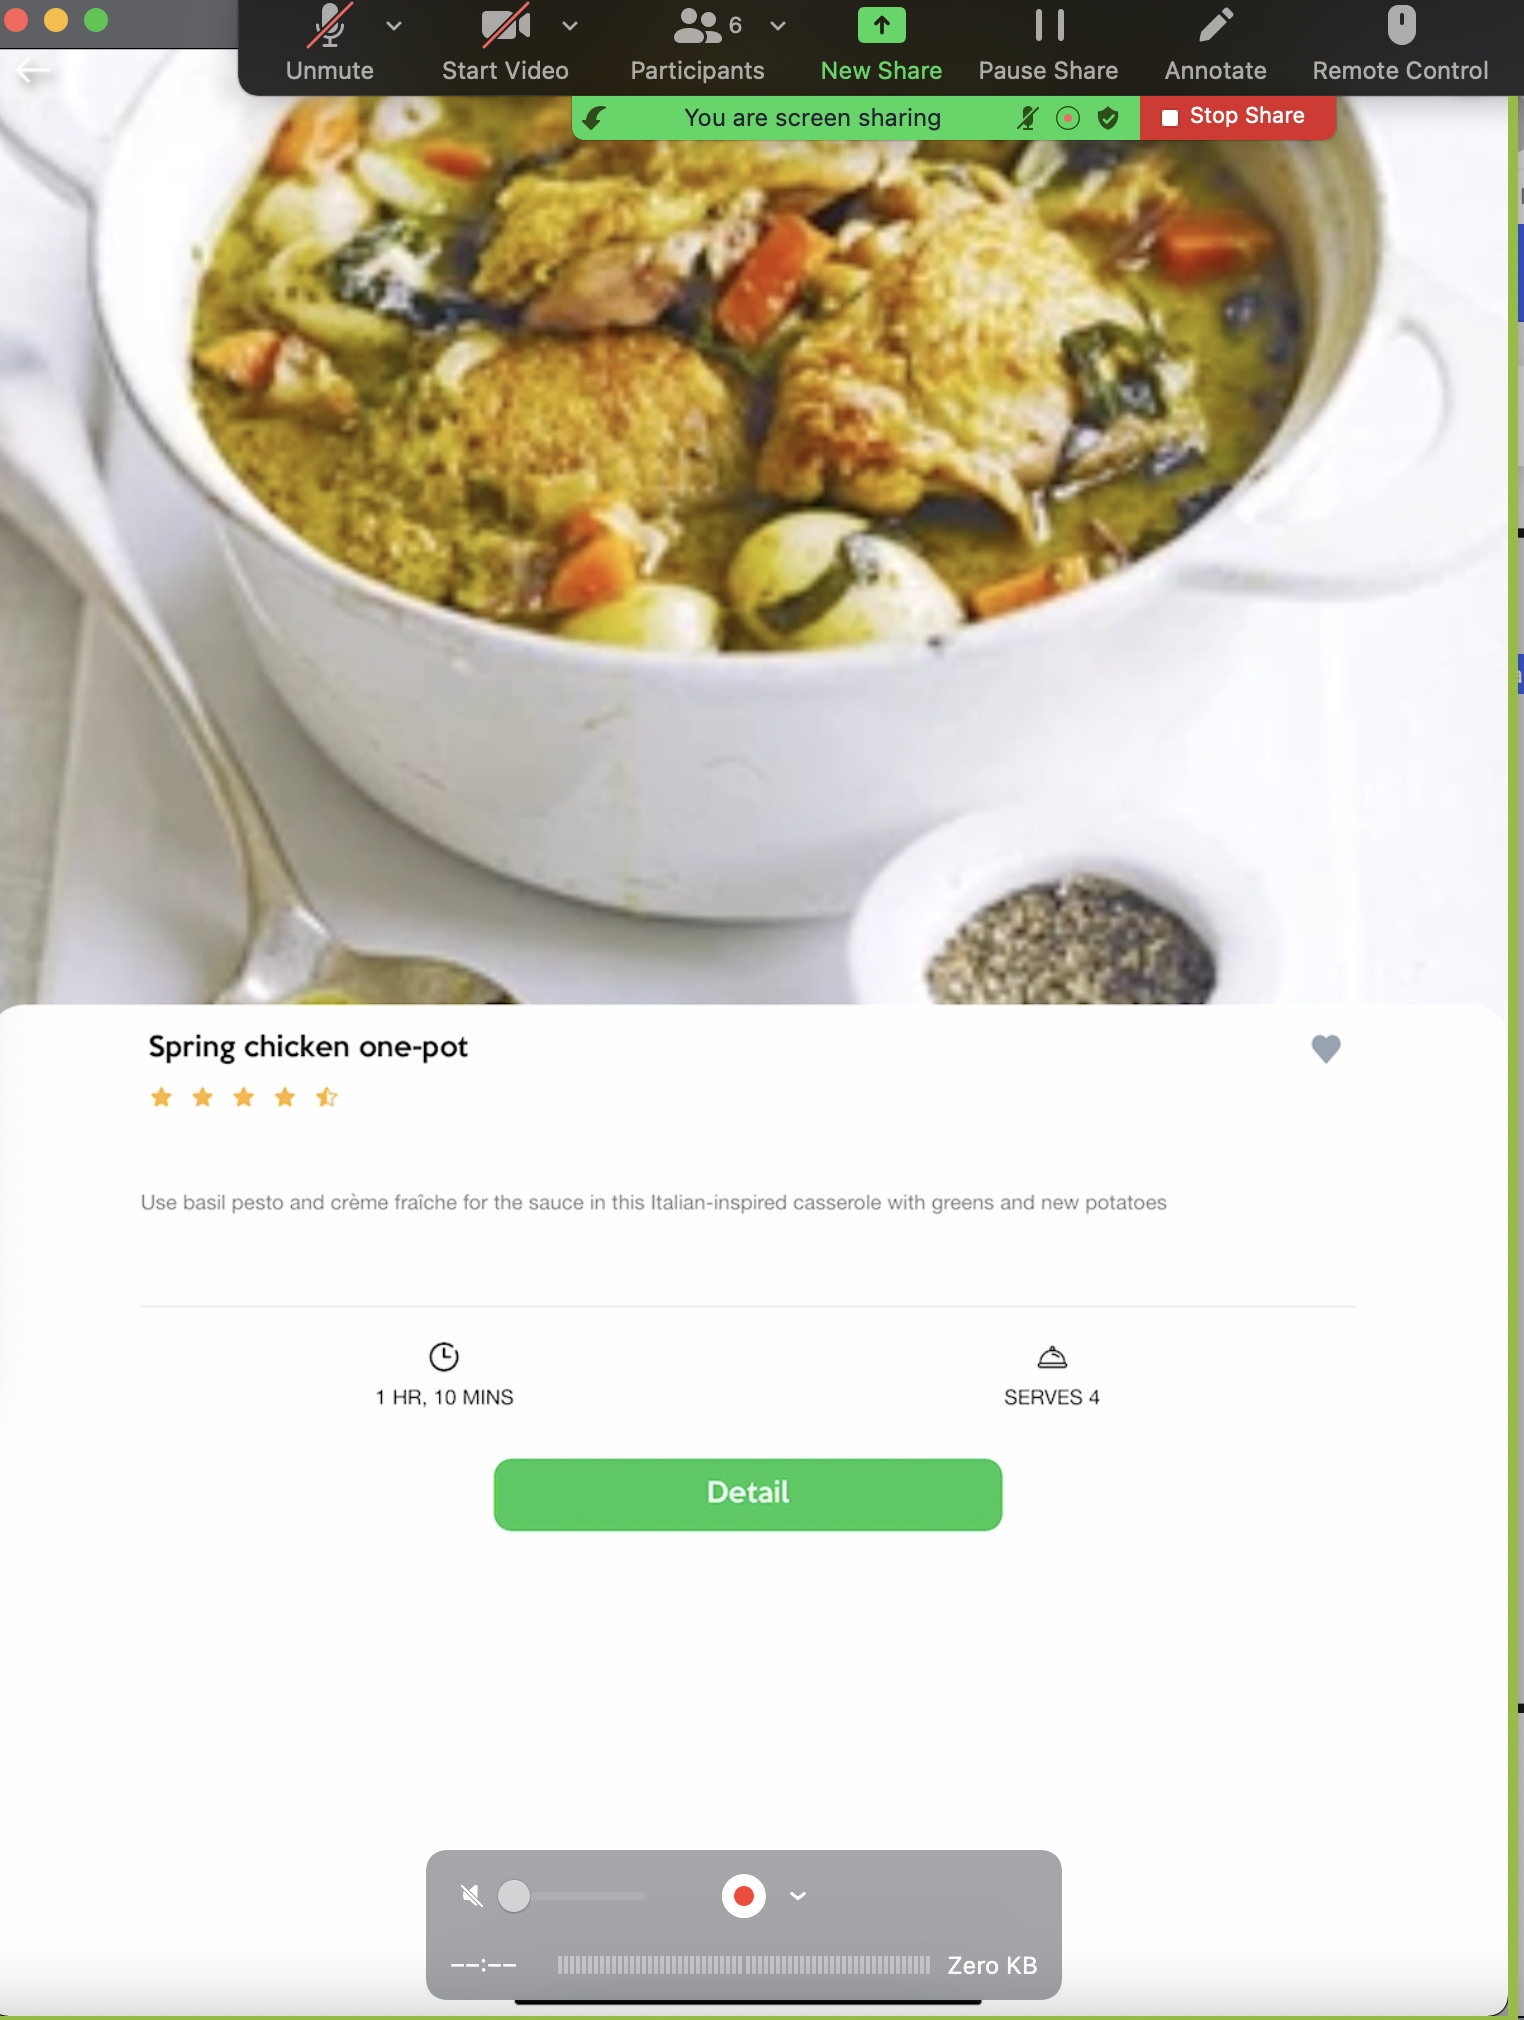 Unmute
Start Video
6
Participants
New Share
Pause Share
Annotate
Remote Control
You are screen sharing
Stop Share
Spring chicken one-pot
Use basil pesto and crème fraîche for the sauce in this Italian-inspired casserole with greens and new potatoes
1 HR, 10 MINS
SERVES 4
Detail
--:--
Zero KB